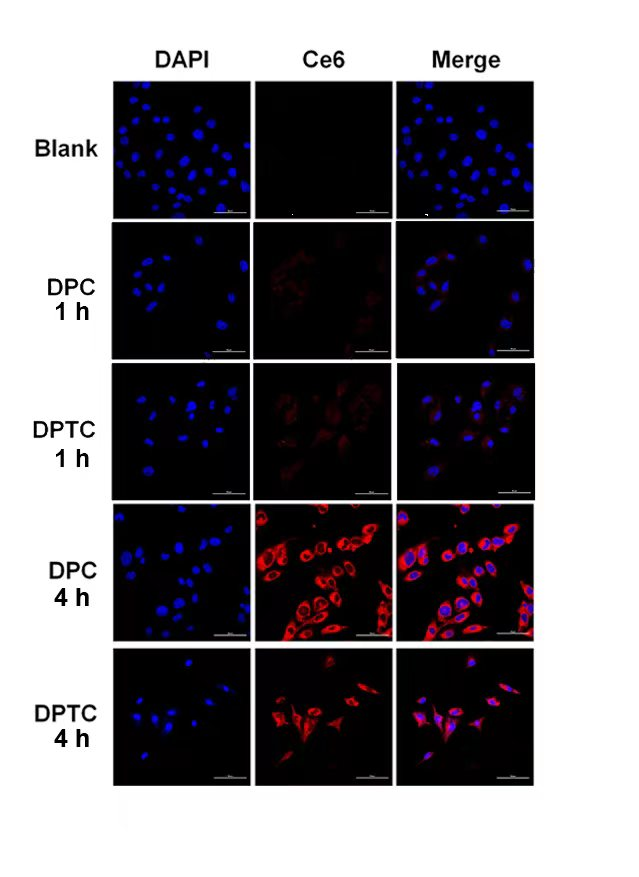 DAPI Ce6 Merge
Blank
DPC
1 h
DPTC
1 h
DPC
4 h
DPTC
4 h